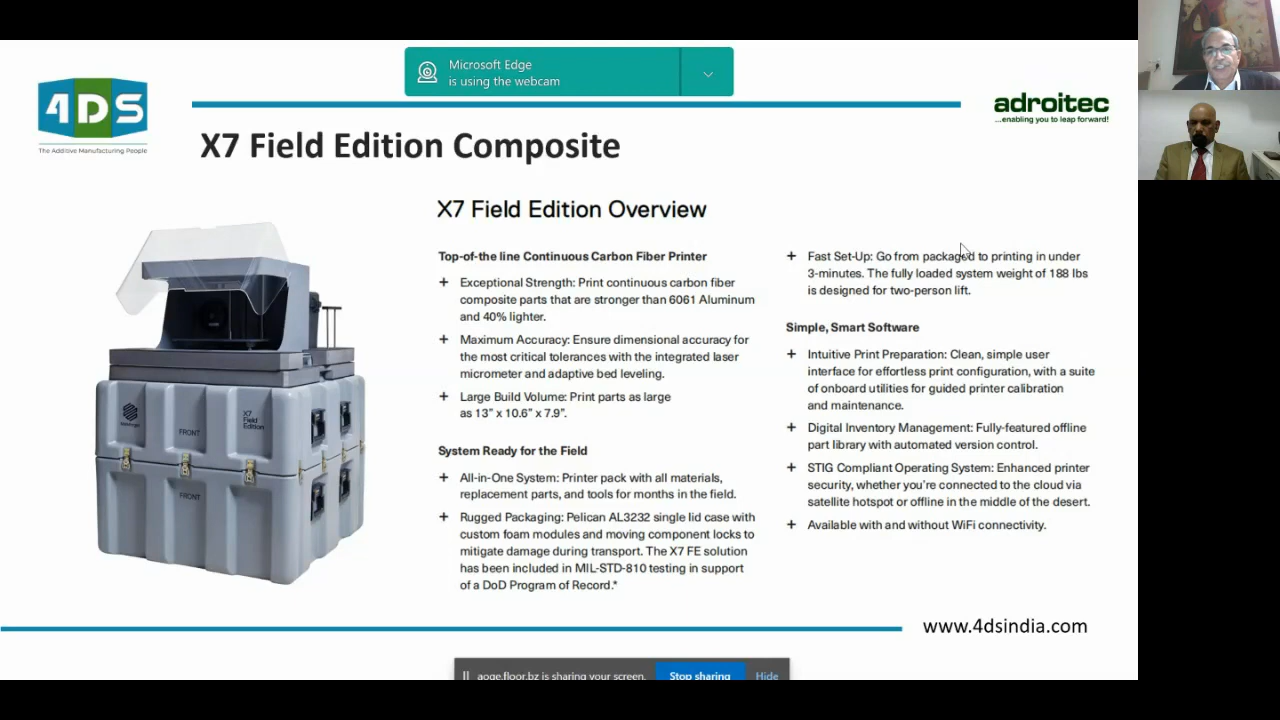 Microsoft Edge
is using the webcam
4DS
The Additive Manufacturing People
adroitec
...enabling you to leap forward!
X7 Field Edition Composite
X7 Field Edition Overview
Top-of-the line Continuous Carbon Fiber Printer
+ Exceptional Strength: Print continuous carbon fiber
composite parts that are stronger than 6061 Aluminum
and 40% lighter.
+ Maximum Accuracy: Ensure dimensional accuracy for
the most critical tolerances with the integrated laser
micrometer and adaptive bed leveling.
+ Large Build Volume: Print parts as large
as 13” x 10.6” x 7.9”.
System Ready for the Field
+ All-in-One System: Printer pack with all materials,
replacement parts, and tools for months in the field.
+ Rugged Packaging: Pelican AL3232 single lid case with
custom foam modules and moving component locks to
mitigate damage during transport. The X7 FE solution
has been included in MIL-STD-810 testing in support
of a DoD Program of Record.*
+ Fast Set-Up: Go from packaged to printing in under
3-minutes. The fully loaded system weight of 188 lbs
is designed for two-person lift.
Simple, Smart Software
+ Intuitive Print Preparation: Clean, simple user
interface for effortless print configuration, with a suite
of onboard utilities for guided printer calibration
and maintenance.
+ Digital Inventory Management: Fully-featured offline
part library with automated version control.
+ STIG Compliant Operating System: Enhanced printer
security, whether you’re connected to the cloud via
satellite hotspot or offline in the middle of the desert.
+ Available with and without WiFi connectivity.
X7
Field
Edition
FRONT
FRONT
www.4dsindia.com
aoge.floor.bz is sharing your screen.
Stop sharing
Hide